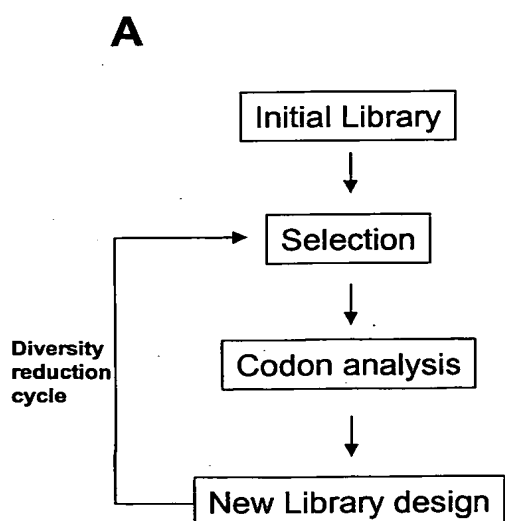 A
Initial Library
Selection
Codon analysis
Diversity
reduction
cycle
New Library design